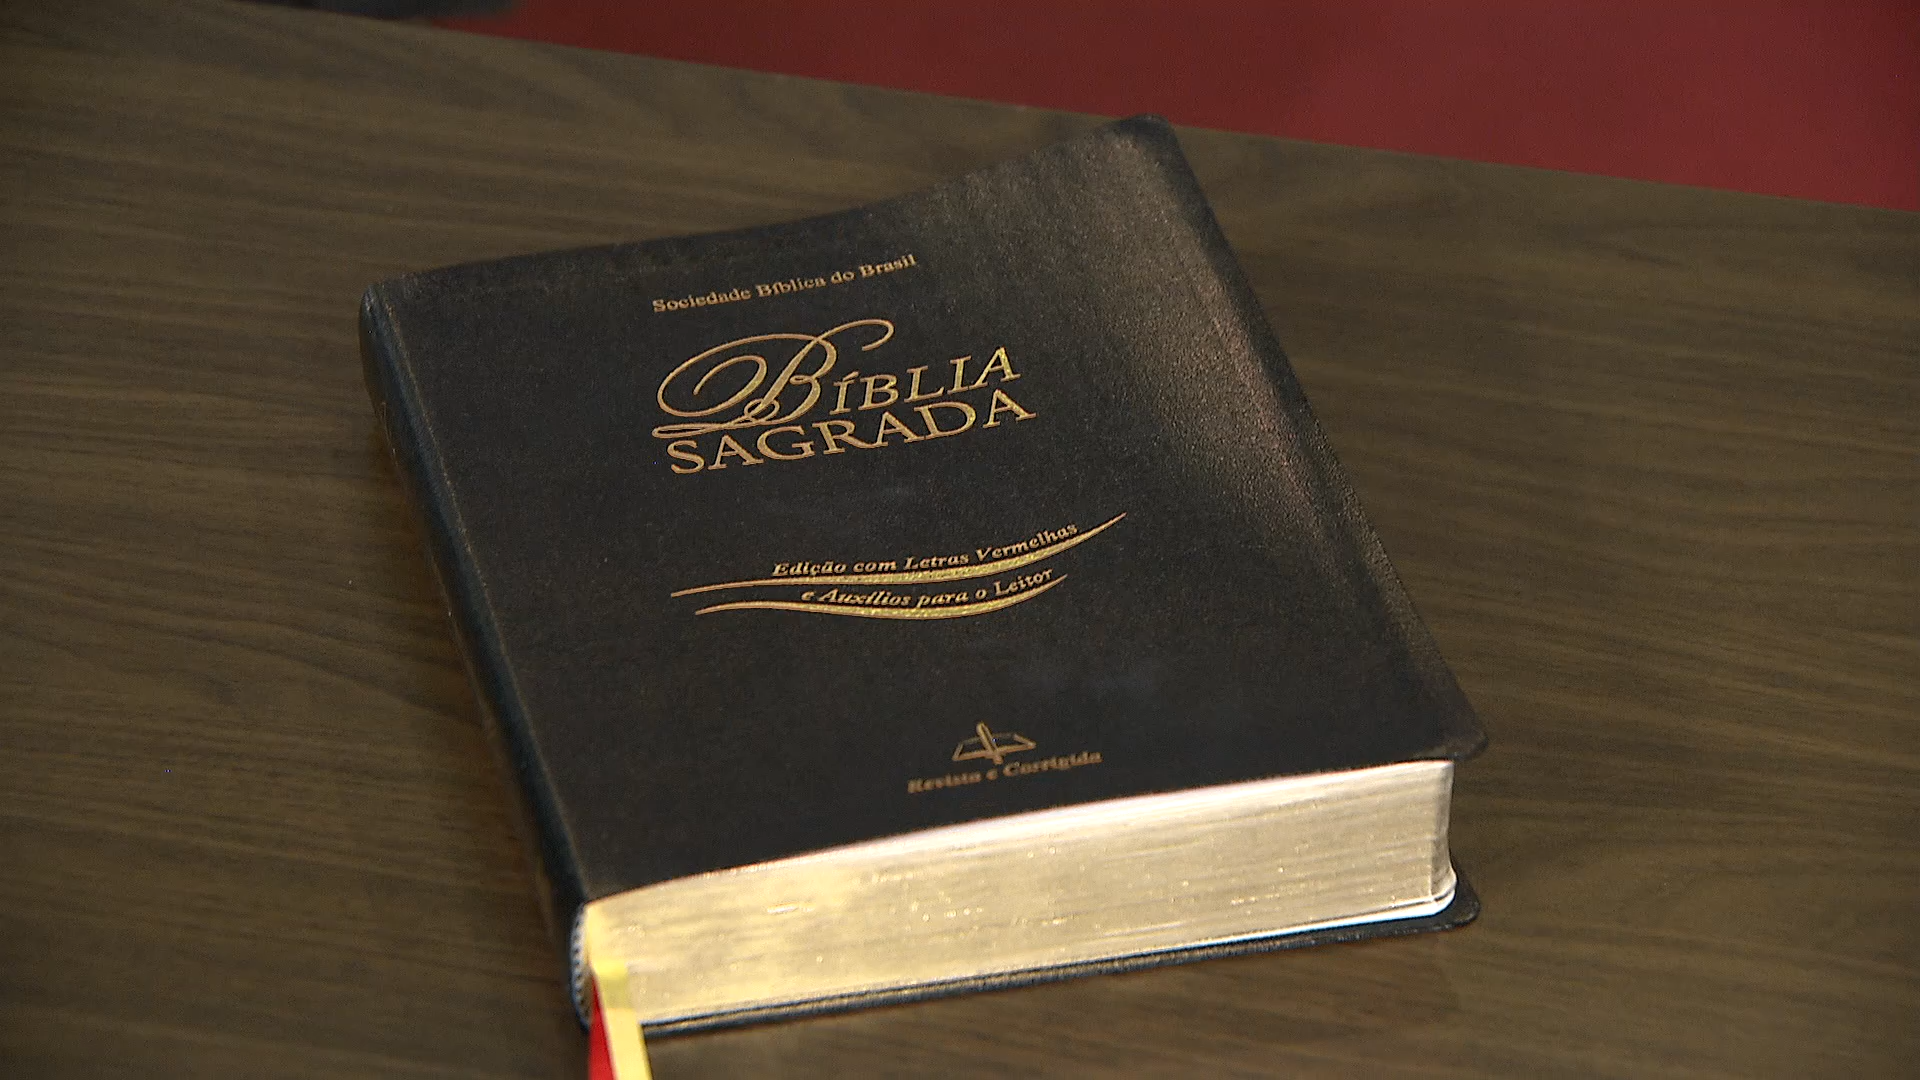 Sociedade Bíblica do Brasil
BÍBLIA
SAGRADA
Edição com Letras Vermelhas
e Auxílios para o Leitor
Revista e Corrigida